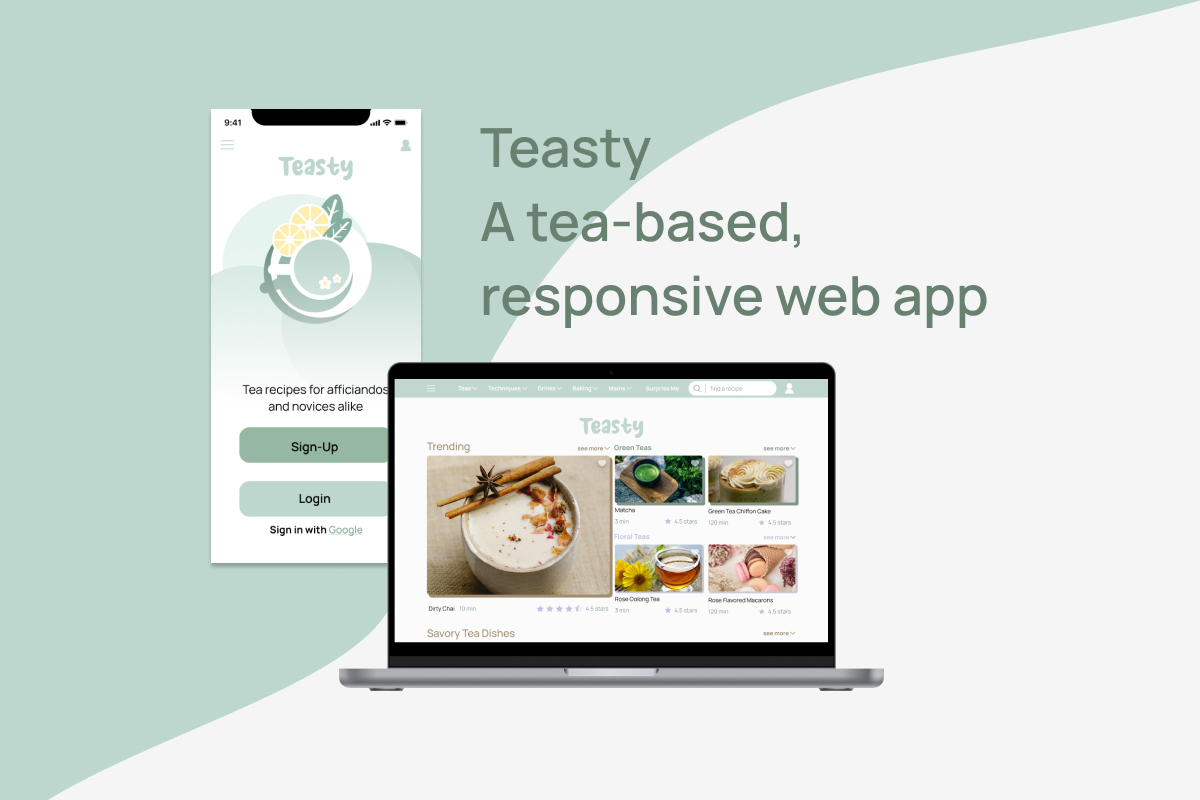 Teasty
A tea-based,
responsive web app
9:41
Teasty
Tea recipes for afficiandos
and novices alike
Sign-Up
Login
Sign in with Google
Teas Techniques Drinks Baking Mains Surprise Me find a recipe
Teasty
Trending see more
Dirty Chai 10 min 4.5 stars
Green Teas see more
Matcha
3 min 4.5 stars
Green Tea Chiffon Cake
120 min 4.5 stars
Floral Teas see more
Rose Oolong Tea
3 min 4.5 stars
Rose Flavored Macarons
120 min 4.5 stars
Savory Tea Dishes see more